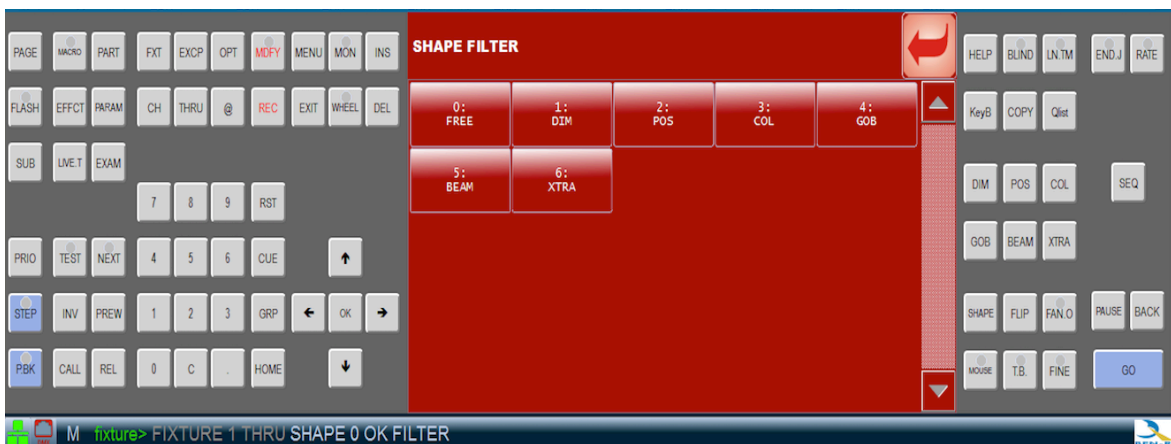 PAGE MACRO PART FXT EXCP OPT MDFY MENU MON INS SHAPE FILTER HELP BLIND LN.TM END.J RATE
0: 1: 2: 3: 4:
FREE DIM POS COL GOB
FLASH EFFCT PARAM CH THRU @ REC EXIT WHEEL DEL KeyB COPY Qlist
5: 6:
BEAM XTRA
SUB LIVE.T EXAM DIM POS COL SEQ
7 8 9 RST
PRIO TEST NEXT 4 5 6 CUE ↑ GOB BEAM XTRA
STEP INV PREW 1 2 3 GRP ← OK → SHAPE FLIP FAN.O PAUSE BACK
P.BK CALL REL 0 C . HOME ↓ MOUSE T.B. FINE GO
M fixture> FIXTURE 1 THRU SHAPE 0 OK FILTER